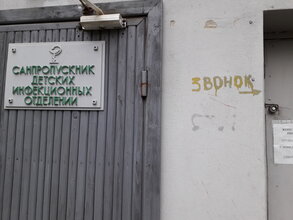 САНПРОПУСКНИК
ДЕТСКИХ
ИНФЕКЦИОННЫХ
ОТДЕЛЕНИЙ
ЗВОНОК